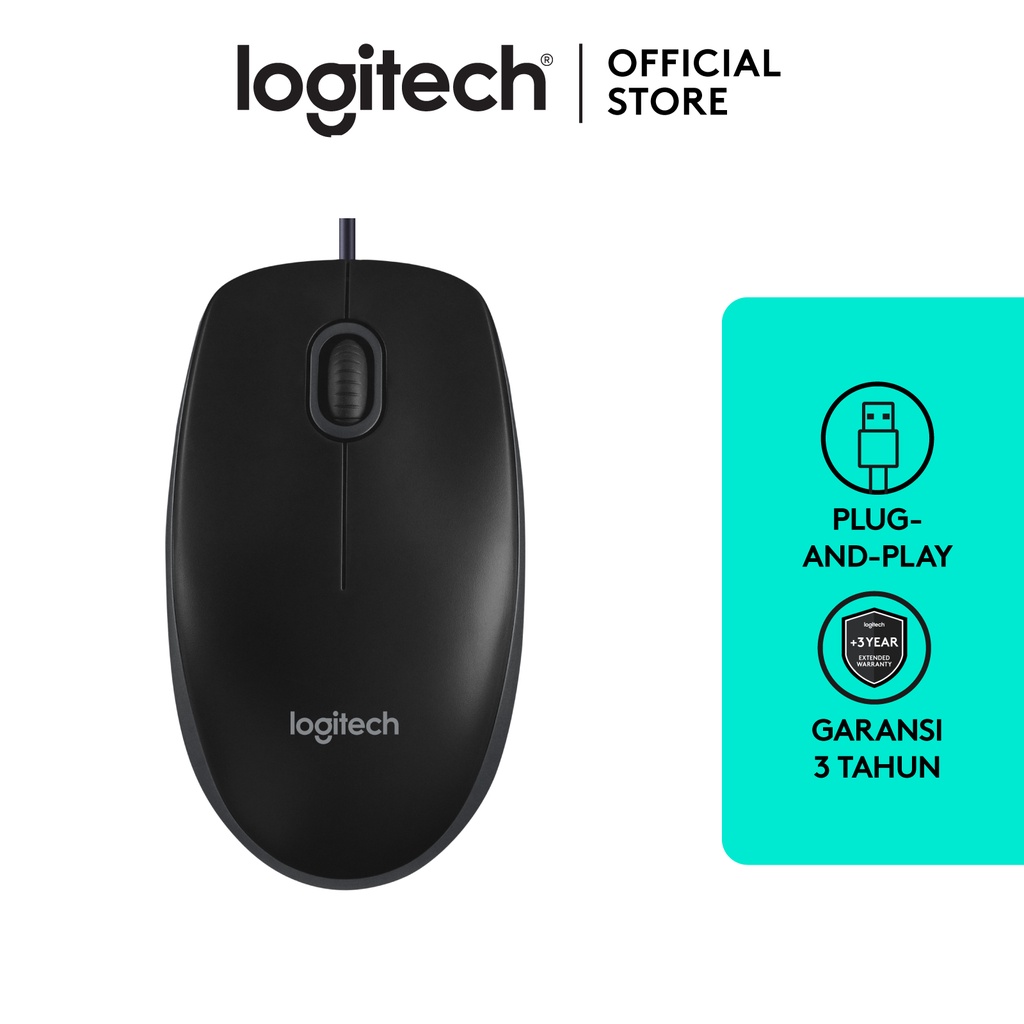 logitech®
OFFICIAL
STORE
PLUG-
AND-PLAY
logitech
+3 YEAR
EXTENDED
WARRANTY
GARANSI
3 TAHUN
logitech